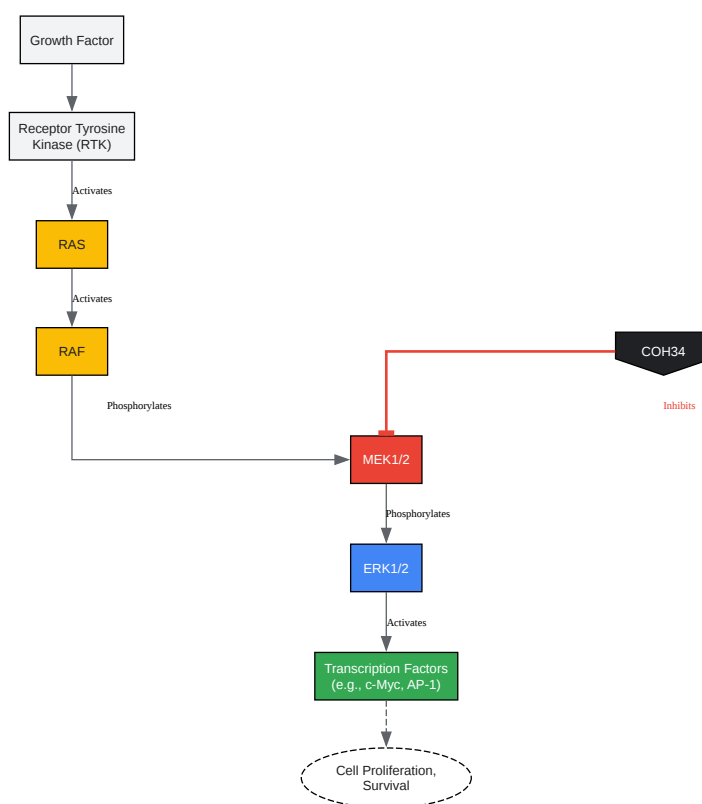 Growth Factor
Receptor Tyrosine
Kinase (RTK)
Activates
RAS
Activates
RAF
COH34
Phosphorylates
Inhibits
MEK1/2
Phosphorylates
ERK1/2
Activates
Transcription Factors
(e.g., c-Myc, AP-1)
Cell Proliferation,
Survival